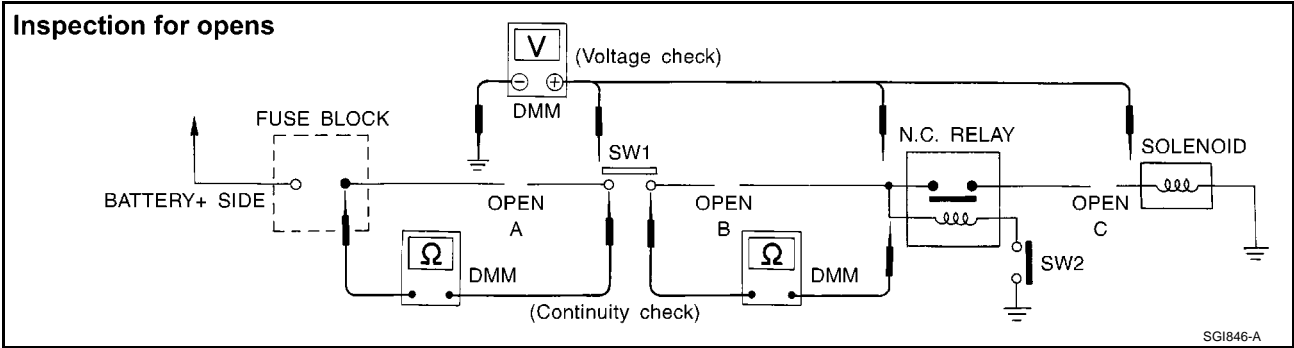 Inspection for opens
V
(Voltage check)
DMM
FUSE BLOCK
SW1
N.C. RELAY
SOLENOID
BATTERY+ SIDE
OPEN
A
OPEN
B
OPEN
C
Ω
DMM
Ω
DMM
SW2
(Continuity check)
SGI846-A